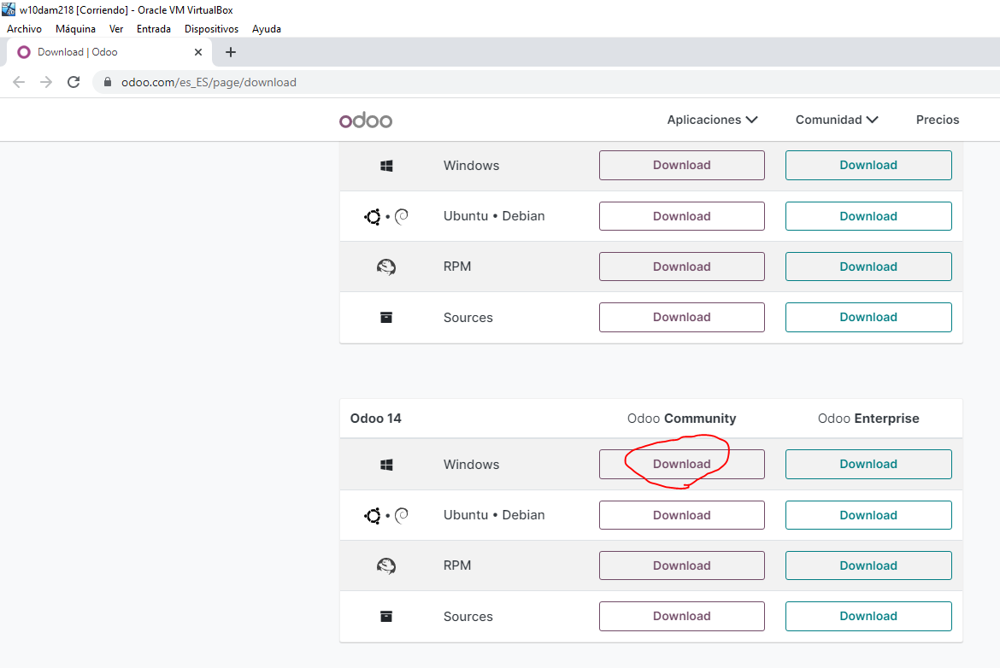 w10dam218 [Corriendo] - Oracle VM VirtualBox
Archivo Máquina Ver Entrada Dispositivos Ayuda
Download | Odoo
odoo.com/es_ES/page/download
odoo Aplicaciones Comunidad Precios
Windows Download Download
Ubuntu • Debian Download Download
RPM Download Download
Sources Download Download
Odoo 14 Odoo Community Odoo Enterprise
Windows Download Download
Ubuntu • Debian Download Download
RPM Download Download
Sources Download Download